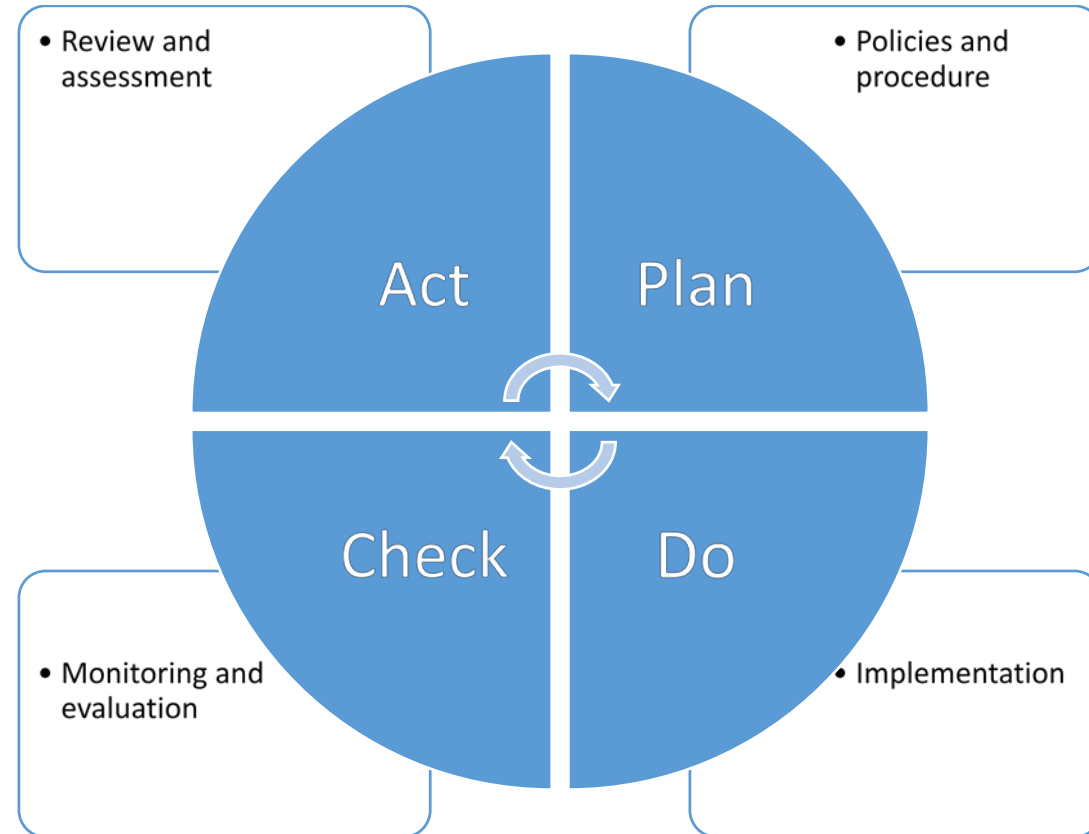 • Review and
assessment
• Policies and
procedure
Act
Plan
Check
Do
• Monitoring and
evaluation
• Implementation